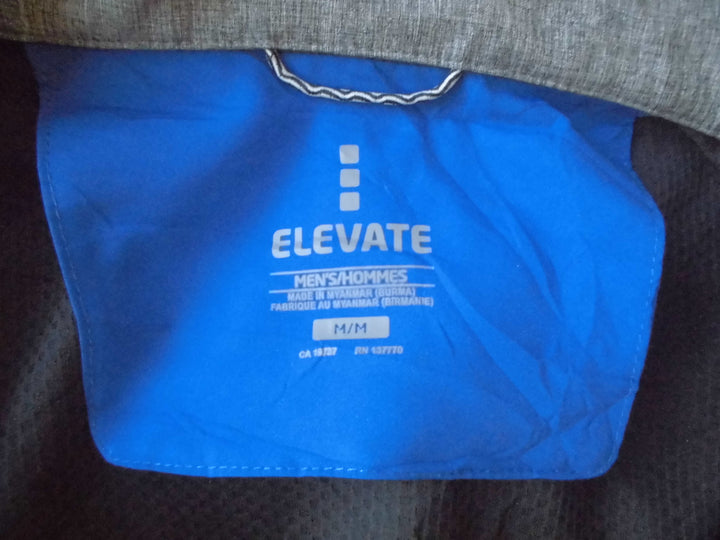 ELEVATE
MEN'S/HOMMES
MADE IN MYANMAR (BURMA)
FABRIQUE AU MYANMAR (BIRMANIE)
M/M
CA 19737 RN 137770